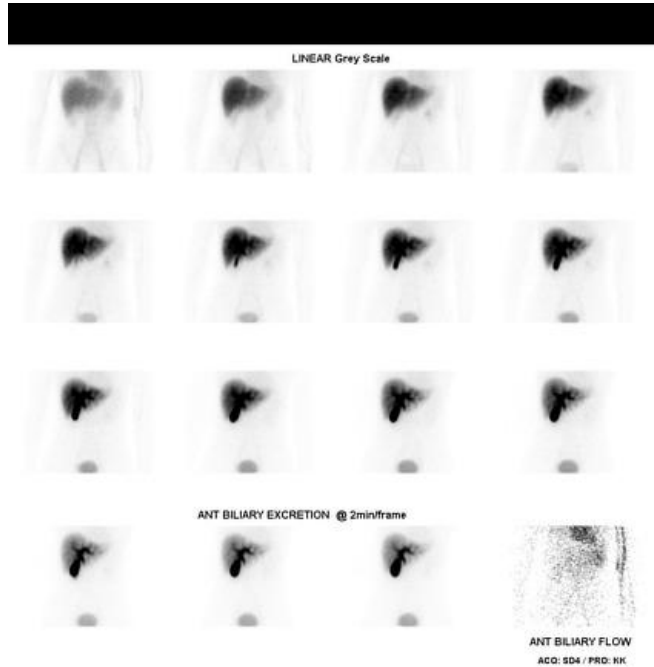 LINEAR Grey Scale
ANT BILIARY EXCRETION @ 2min/frame
ANT BILIARY FLOW
ACQ: SD4 / PRO: KK